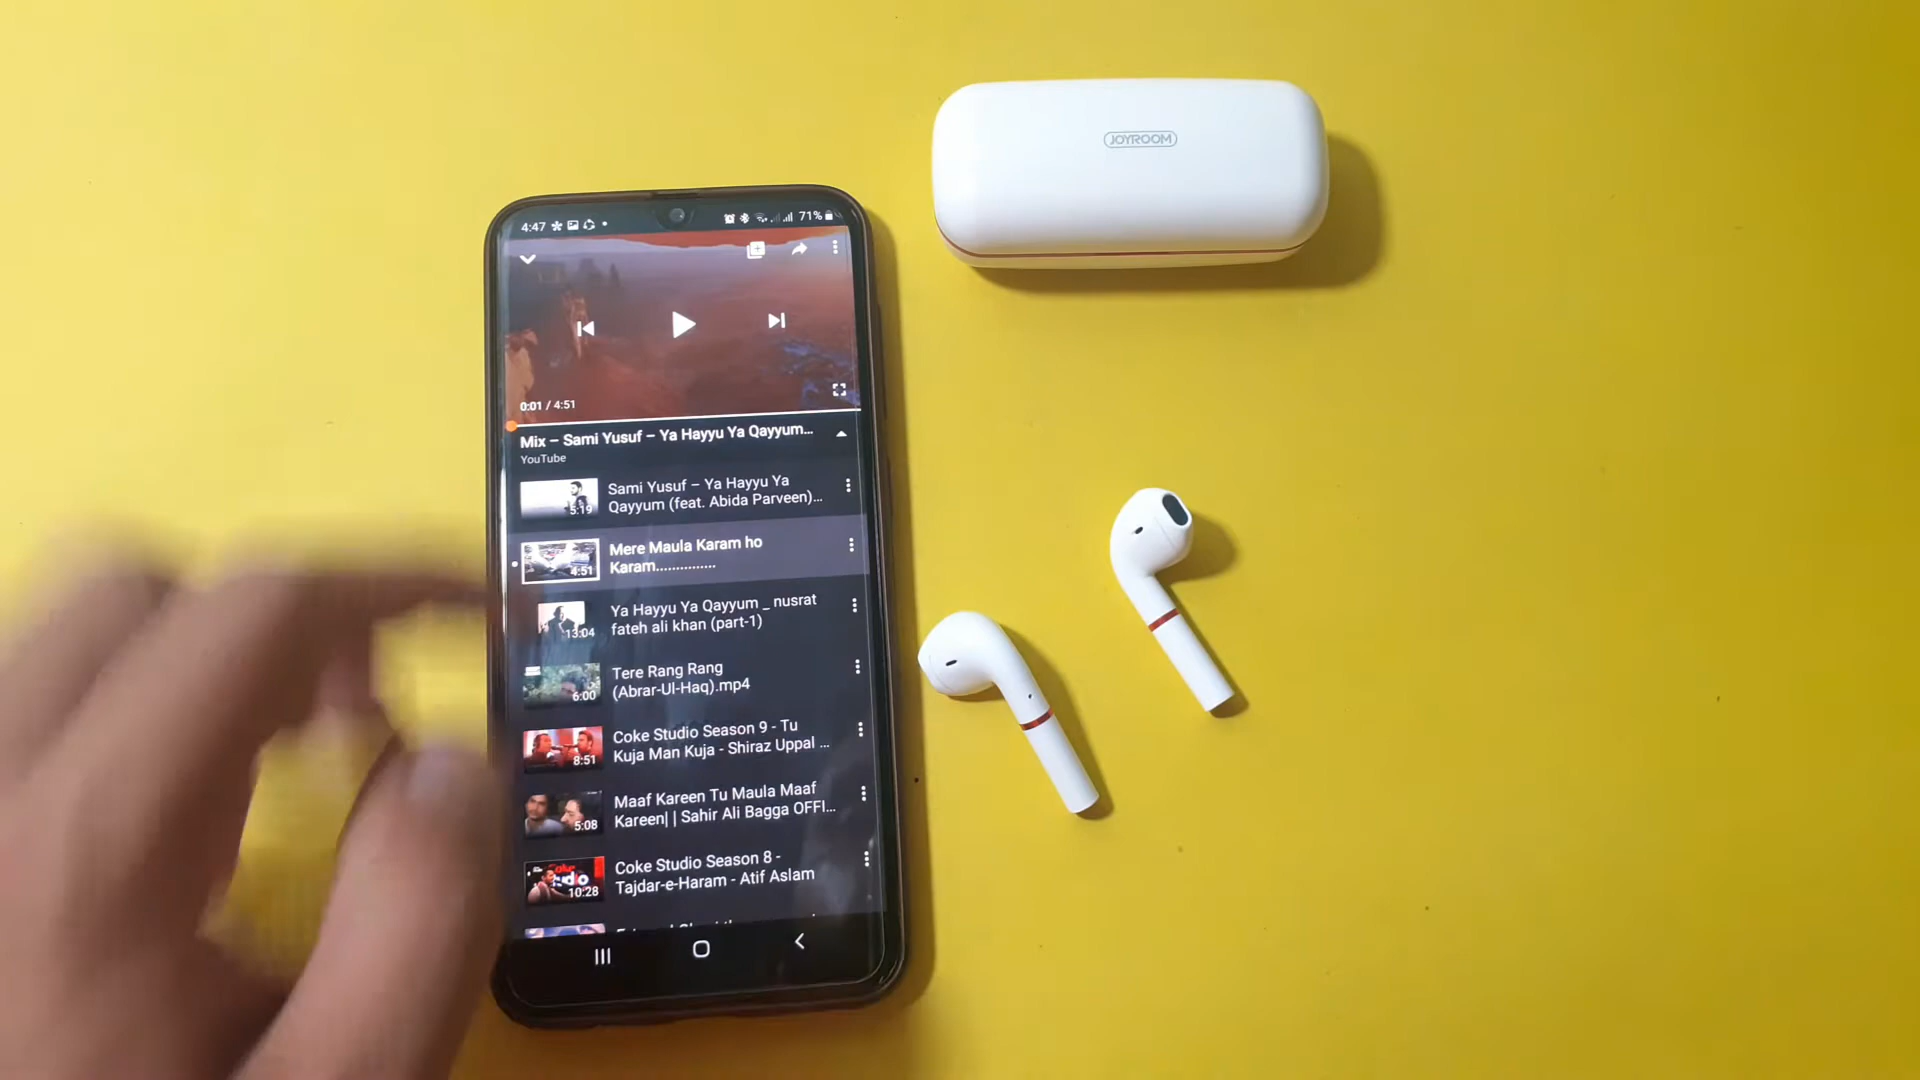 JOYROOM
4:47
71%
0:01 / 4:51
Mix – Sami Yusuf – Ya Hayyu Ya Qayyum...
YouTube
5:19
Sami Yusuf – Ya Hayyu Ya
Qayyum (feat. Abida Parveen)...
4:51
Mere Maula Karam ho
Karam...............
13:04
Ya Hayyu Ya Qayyum _ nusrat
fateh ali khan (part-1)
6:00
Tere Rang Rang
(Abrar-Ul-Haq).mp4
8:51
Coke Studio Season 9 - Tu
Kuja Man Kuja - Shiraz Uppal ...
5:08
Maaf Kareen Tu Maula Maaf
Kareen| | Sahir Ali Bagga OFFI...
10:28
Coke Studio Season 8 -
Tajdar-e-Haram - Atif Aslam